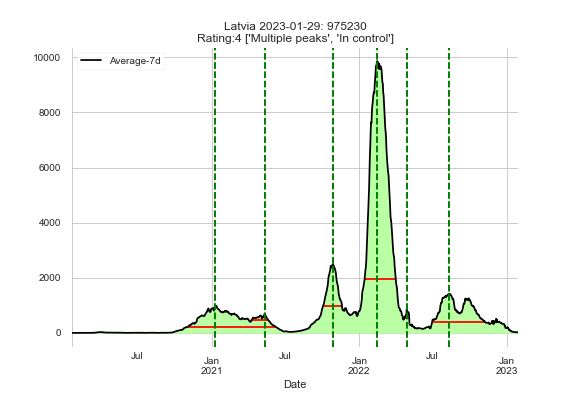 Latvia 2023-01-29: 975230
Rating:4 ['Multiple peaks', 'In control']
Average-7d
10000
8000
6000
4000
2000
0
Jul
Jan
2021
Jul
Jan
2022
Jul
Jan
2023
Date